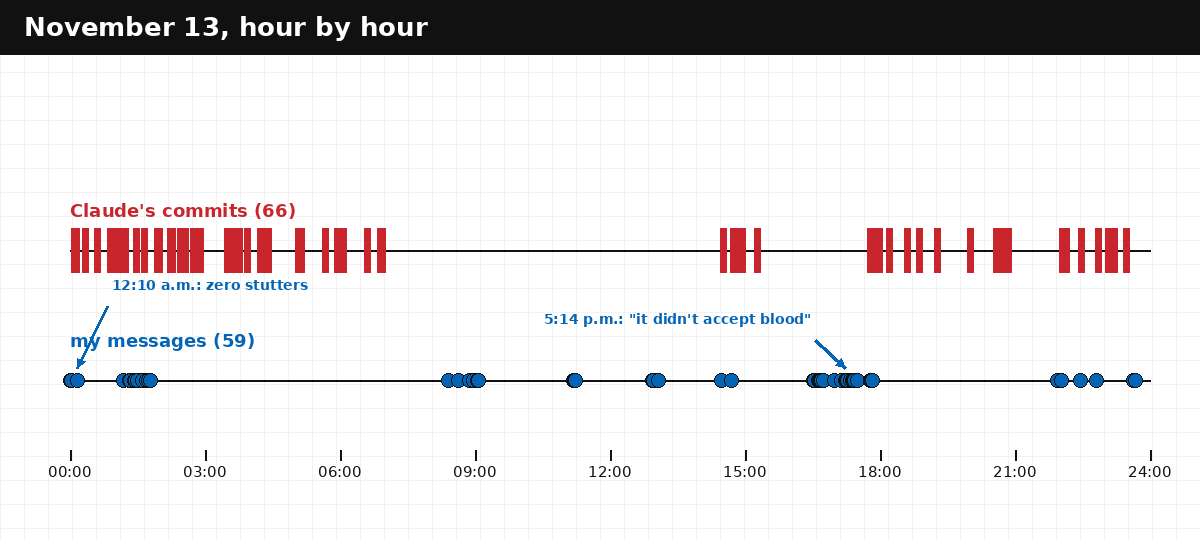 November 13, hour by hour
Claude's commits (66)
12:10 a.m.: zero stutters
5:14 p.m.: "it didn't accept blood"
my messages (59)
00:00 03:00 06:00 09:00 12:00 15:00 18:00 21:00 24:00